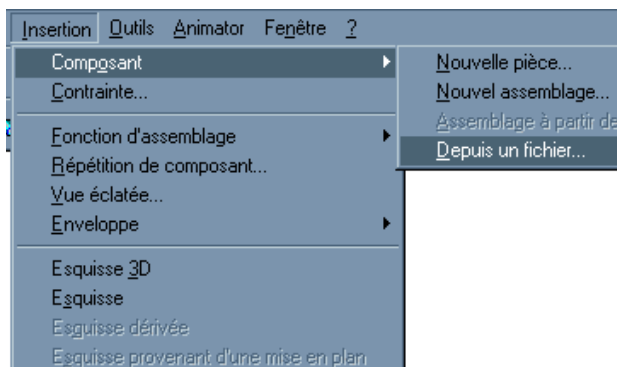 Insertion Outils Animator Fenêtre ?
Composant
Contrainte...
Fonction d'assemblage
Répétition de composant...
Vue éclatée...
Enveloppe
Esquisse 3D
Esquisse
Esquisse dérivée
Esquisse provenant d'une mise en plan
Nouvelle pièce...
Nouvel assemblage...
Assemblage à partir de
Depuis un fichier...